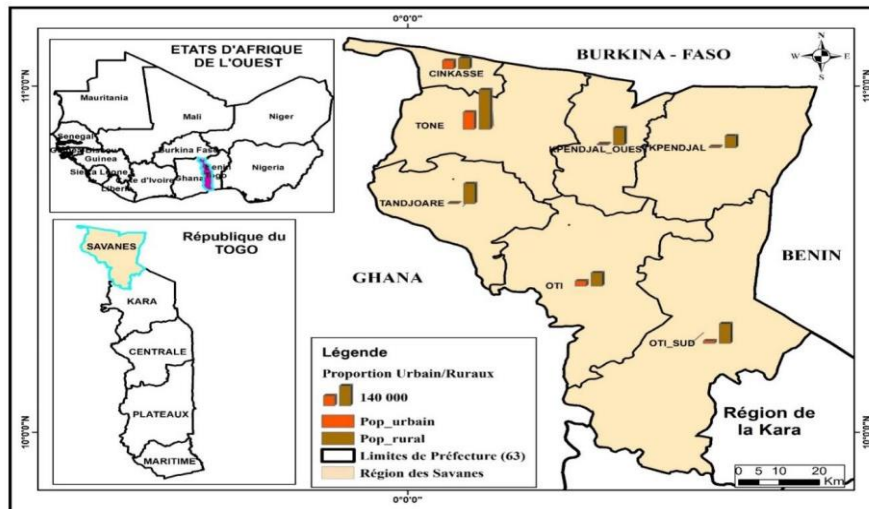 0°0'0"
ETATS D'AFRIQUE
DE L'OUEST
Mauritania
Mali
Niger
Senegal
Guinea
Burkina Faso
Sierra Leone
Ghana
Nigeria
SAVANES
République du
TOGO
KARA
CENTRALE
PLATEAUX
MARITIME
BURKINA - FASO
N
W E
S
11°0'0"N
11°0'0"N
CINKASSE
TONE
KPENDJAL_OUEST
KPENDJAL
TANDJOARE
GHANA
BENIN
OTI
OTI_SUD
Légende
Proportion Urbain/Ruraux
140 000
Pop_urbain
Pop_rural
Limites de Préfecture (63)
Région des Savanes
Région de
la Kara
10°0'0"N
10°0'0"N
0 5 10 20
Km
0°0'0"